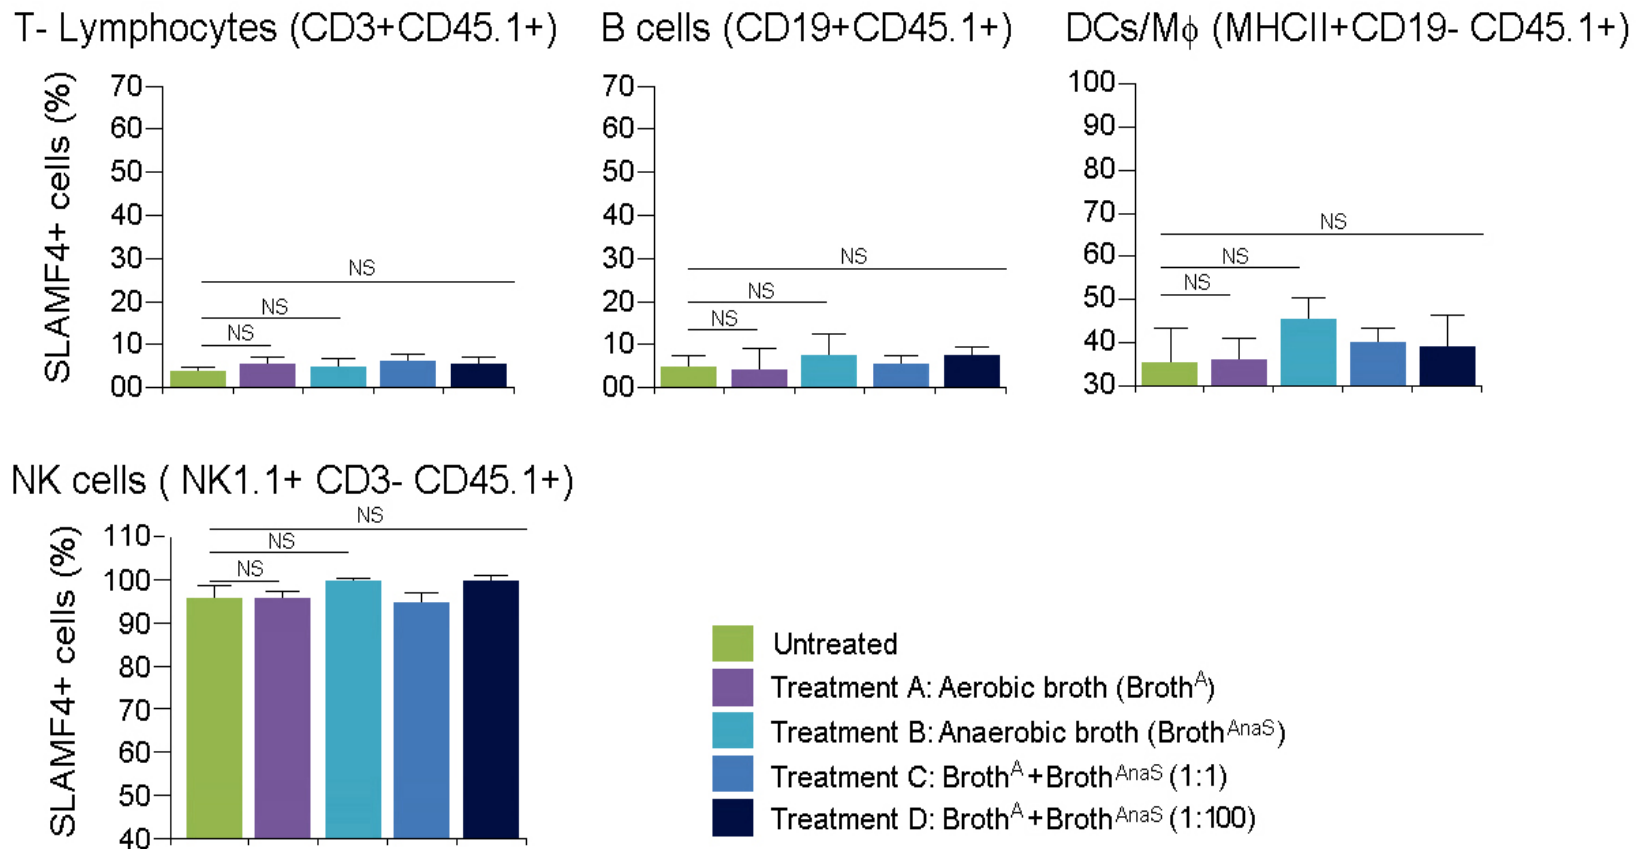 T- Lymphocytes (CD3+CD45.1+)
SLAMF4+ cells (%)
70
60
50
40
30
20
10
00
NS
NS
NS
B cells (CD19+CD45.1+)
70
60
50
40
30
20
10
00
NS
NS
NS
DCs/Mϕ (MHCII+CD19- CD45.1+)
100
90
80
70
60
50
40
30
NS
NS
NS
NK cells ( NK1.1+ CD3- CD45.1+)
SLAMF4+ cells (%)
110
100
90
80
70
60
50
40
NS
NS
NS
Untreated
Treatment A: Aerobic broth (Broth^A)
Treatment B: Anaerobic broth (Broth^AnaS)
Treatment C: Broth^A+Broth^AnaS (1:1)
Treatment D: Broth^A+Broth^AnaS (1:100)